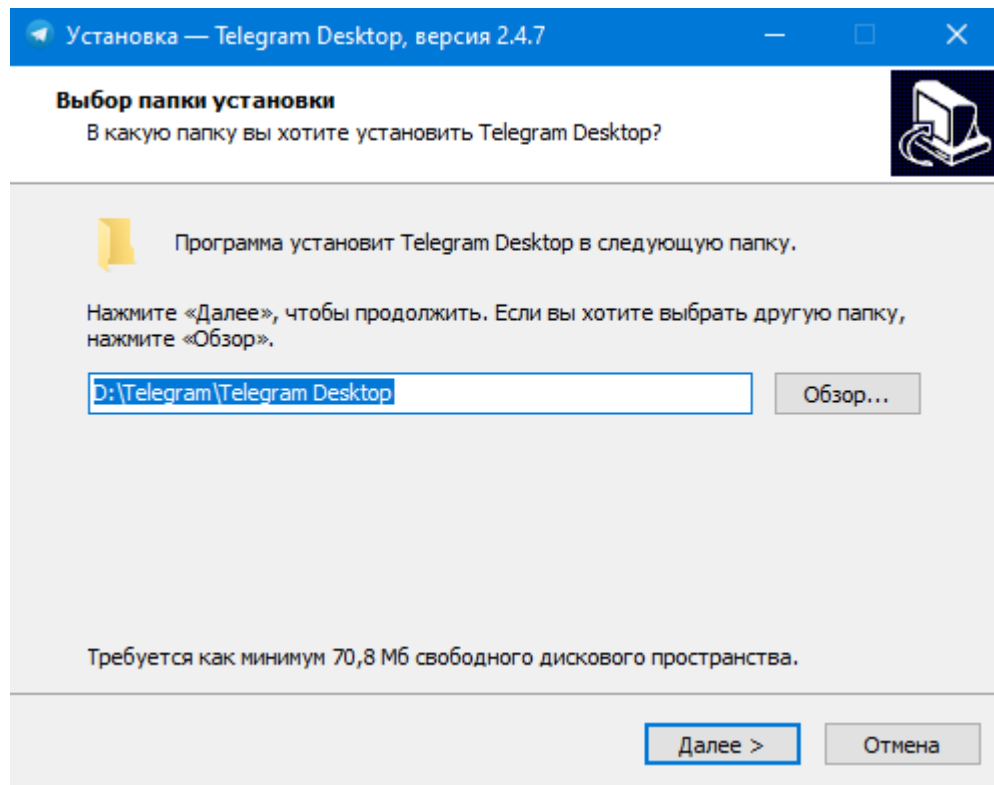 Установка — Telegram Desktop, версия 2.4.7
Выбор папки установки
В какую папку вы хотите установить Telegram Desktop?
Программа установит Telegram Desktop в следующую папку.
Нажмите «Далее», чтобы продолжить. Если вы хотите выбрать другую папку,
нажмите «Обзор».
D:\Telegram\Telegram Desktop
Обзор...
Требуется как минимум 70,8 Мб свободного дискового пространства.
Далее >
Отмена